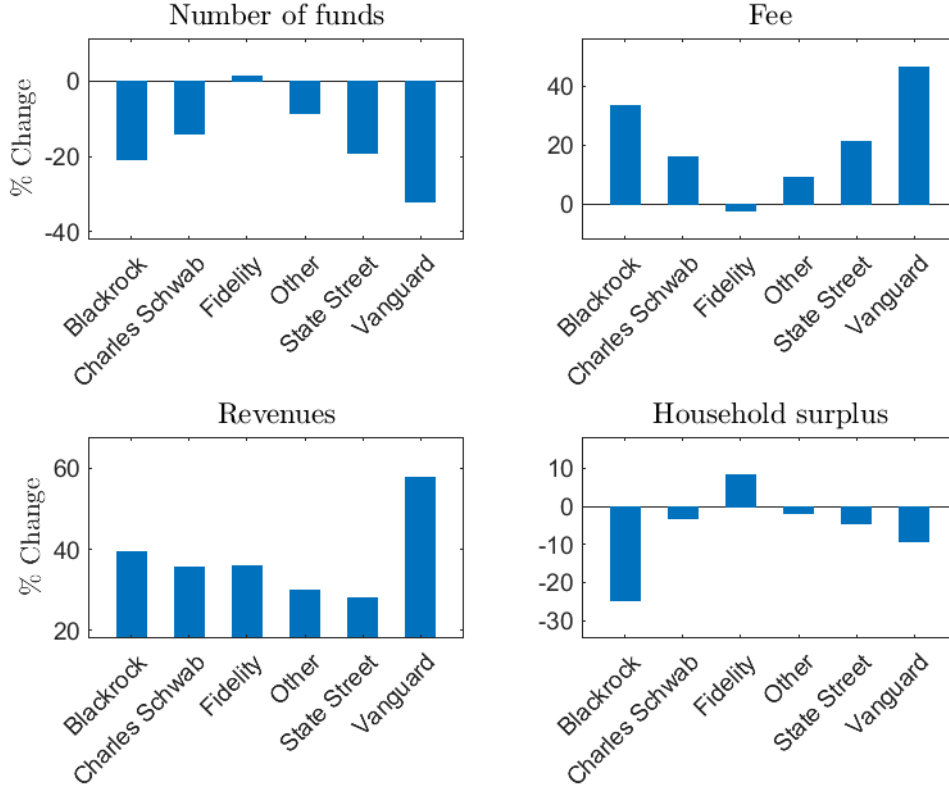 Number of funds
% Change
0
-20
-40
Blackrock
Charles Schwab
Fidelity
Other
State Street
Vanguard
Fee
40
20
0
Blackrock
Charles Schwab
Fidelity
Other
State Street
Vanguard
Revenues
% Change
60
40
20
Blackrock
Charles Schwab
Fidelity
Other
State Street
Vanguard
Household surplus
10
0
-10
-20
-30
Blackrock
Charles Schwab
Fidelity
Other
State Street
Vanguard